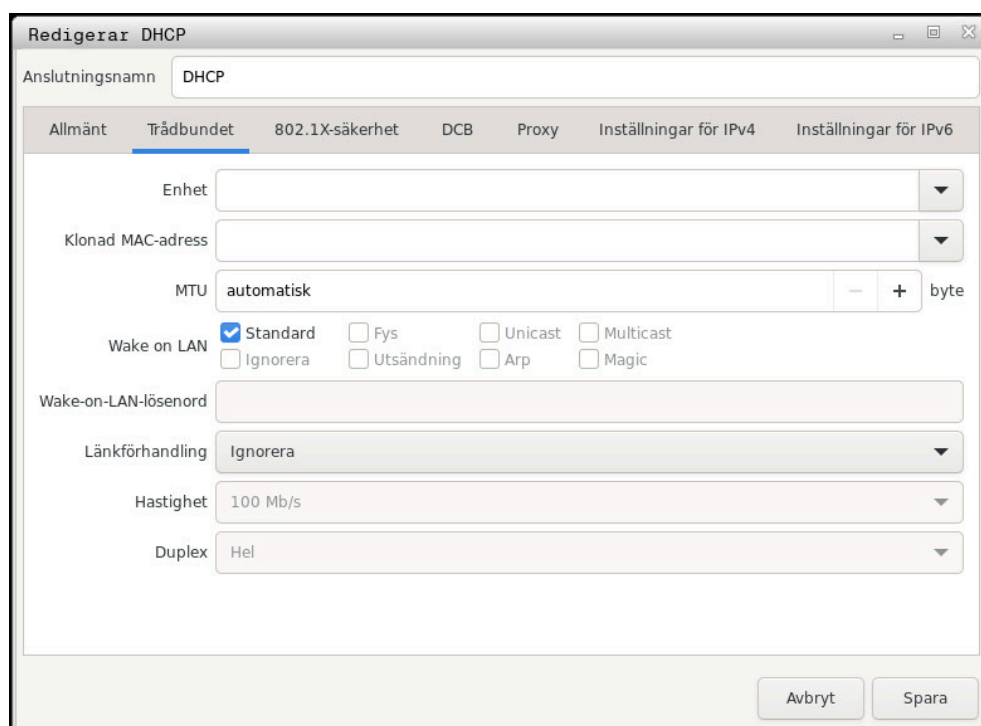 Redigerar DHCP
Anslutningsnamn DHCP
Allmänt Trådbundet 802.1X-säkerhet DCB Proxy Inställningar för IPv4 Inställningar för IPv6
Enhet
Klonad MAC-adress
MTU automatisk − + byte
Wake on LAN Standard Fys Unicast Multicast
Ignorera Utsändning Arp Magic
Wake-on-LAN-lösenord
Länkförhandling Ignorera
Hastighet 100 Mb/s
Duplex Hel
Avbryt Spara